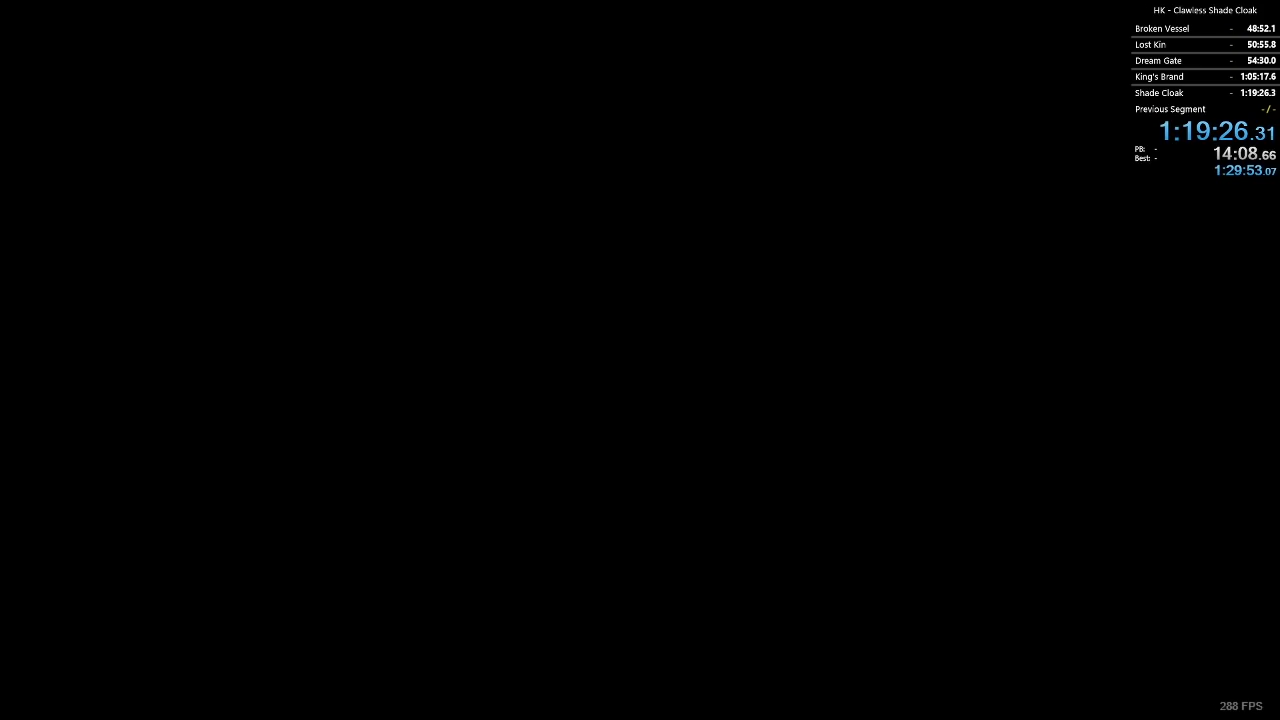 HK - Clawless Shade Cloak
Broken Vessel - 48:52.1
Lost Kin - 50:55.8
Dream Gate - 54:30.0
King's Brand - 1:05:17.6
Shade Cloak - 1:19:26.3
Previous Segment - / -
1:19:26.31
PB: - 14:08.66
Best: -
1:29:53.07
288 FPS